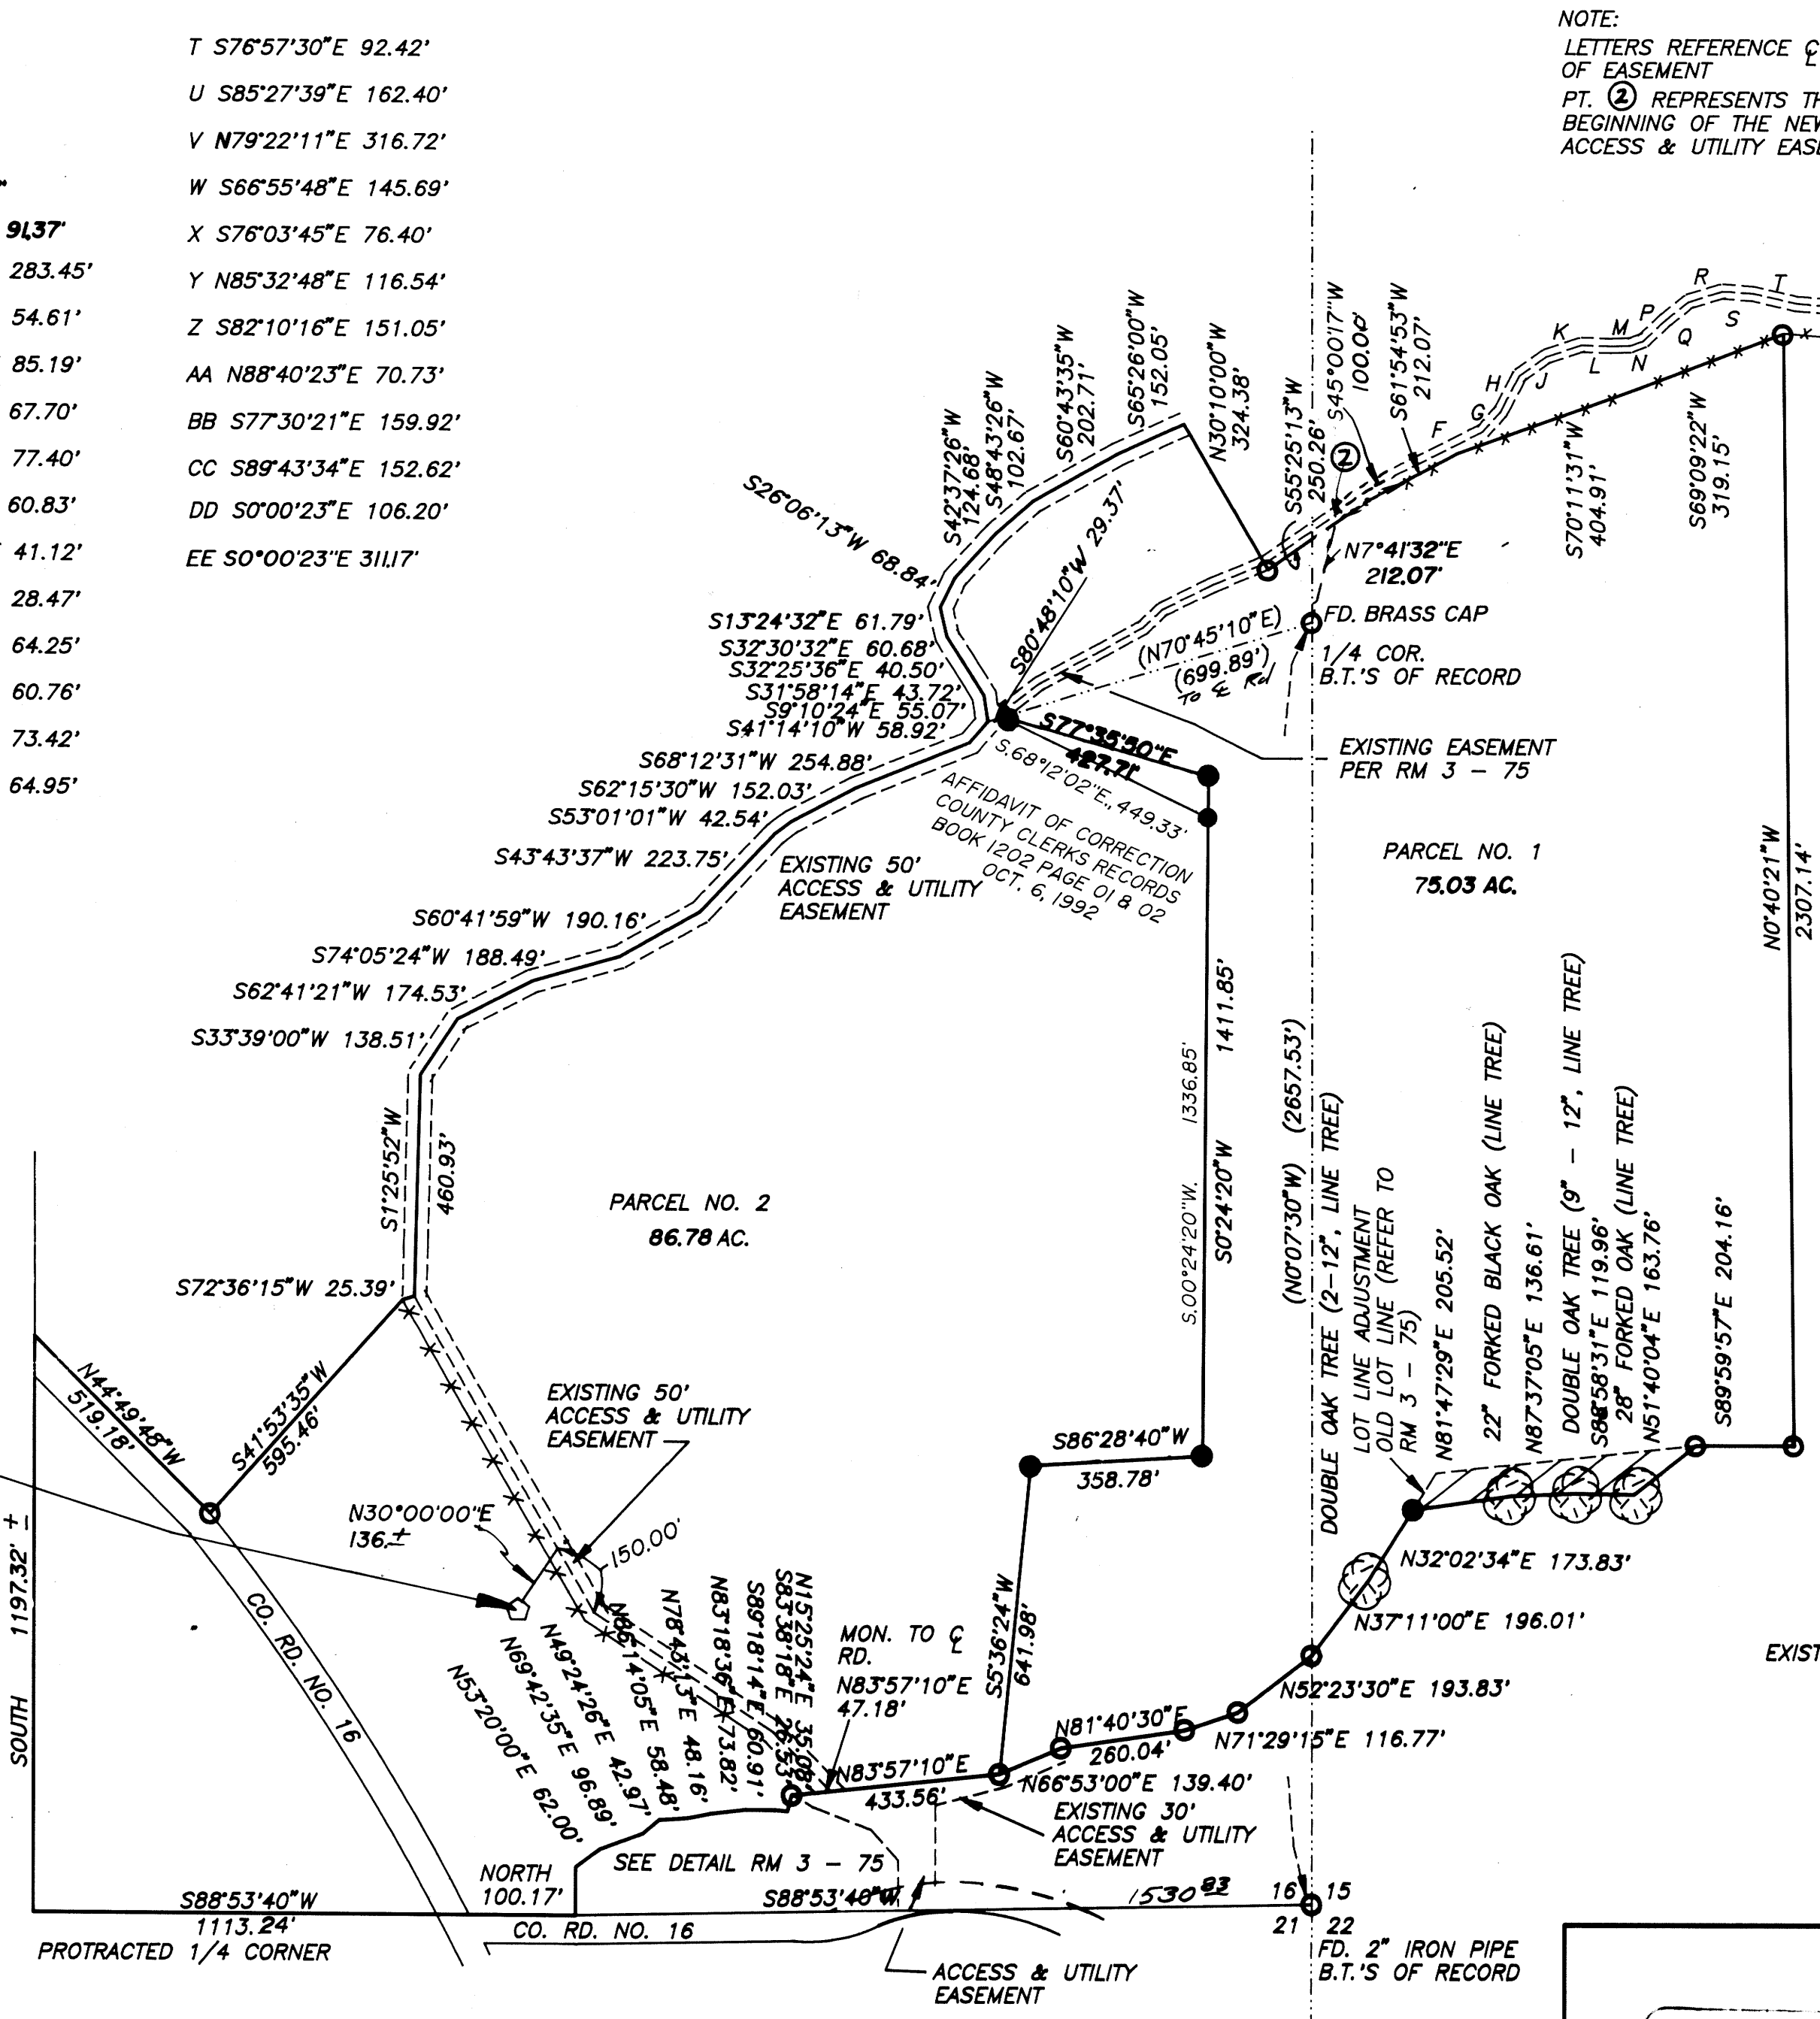 NOTE:
LETTERS REFERENCE ℄
OF EASEMENT
PT. ② REPRESENTS TH
BEGINNING OF THE NEW
ACCESS & UTILITY EASE
T S76°57'30"E 92.42'
U S85°27'39"E 162.40'
V N79°22'11"E 316.72'
W S66°55'48"E 145.69'
X S76°03'45"E 76.40'
Y N85°32'48"E 116.54'
Z S82°10'16"E 151.05'
AA N88°40'23"E 70.73'
BB S77°30'21"E 159.92'
CC S89°43'34"E 152.62'
DD S0°00'23"E 106.20'
EE S0°00'23"E 311.17'
91.37'
283.45'
54.61'
85.19'
67.70'
77.40'
60.83'
41.12'
28.47'
64.25'
60.76'
73.42'
64.95'
S26°06'13"W 68.84'
S42°37'26"W
124.68'
S48°43'26"W
102.67'
S60°43'35"W
202.71'
S65°26'00"W
152.05'
N30°10'00"W
324.38'
S55°25'13"W
250.26'
S45°00'17"W
100.00'
S61°54'53"W
212.07'
②
F
G
H
J
K
L
M
N
P
Q
R
S
T
S70°11'31"W
404.91'
S69°09'22"W
319.15'
N7°41'32"E
212.07'
FD. BRASS CAP
1/4 COR.
B.T.'S OF RECORD
S80°48'10"W 29.37'
(N70°45'10"E)
(699.89')
To ℄ Rd
S13°24'32"E 61.79'
S32°30'32"E 60.68'
S32°25'36"E 40.50'
S31°58'14"E 43.72'
S9°10'24"E 55.07'
S41°14'10"W 58.92'
S68°12'31"W 254.88'
S62°15'30"W 152.03'
S53°01'01"W 42.54'
S43°43'37"W 223.75'
S60°41'59"W 190.16'
S74°05'24"W 188.49'
S62°41'21"W 174.53'
S33°39'00"W 138.51'
S77°35'50"E
427.71'
S.68°12'02"E., 449.33'
AFFIDAVIT OF CORRECTION
COUNTY CLERKS RECORDS
BOOK 1202 PAGE 01 & 02
OCT. 6, 1992
EXISTING EASEMENT
PER RM 3 - 75
EXISTING 50'
ACCESS & UTILITY
EASEMENT
PARCEL NO. 1
75.03 AC.
N0°40'21"W
2307.14'
S1°25'52"W
460.93'
PARCEL NO. 2
86.78 AC.
S.00°24'20"W. 1336.85'
S0°24'20"W 1411.85'
(N0°07'30"W) (2657.53')
DOUBLE OAK TREE (2-12", LINE TREE)
LOT LINE ADJUSTMENT
OLD LOT LINE (REFER TO
RM 3 - 75)
N81°47'29"E 205.52'
22" FORKED BLACK OAK (LINE TREE)
N87°37'05"E 136.61'
DOUBLE OAK TREE (9" - 12", LINE TREE)
S88°58'31"E 119.96'
28" FORKED OAK (LINE TREE)
N51°40'04"E 163.76'
S89°59'57"E 204.16'
S72°36'15"W 25.39'
N44°49'48"W
519.18'
S41°53'35"W
595.46'
EXISTING 50'
ACCESS & UTILITY
EASEMENT
N30°00'00"E
136.±
150.00'
S86°28'40"W
358.78'
S5°36'24"W
641.98'
N32°02'34"E 173.83'
N37°11'00"E 196.01'
N52°23'30"E 193.83'
N71°29'15"E 116.77'
N81°40'30"E
260.04'
N66°53'00"E 139.40'
EXIST
SOUTH 1197.32' ±
CO. RD. NO. 16
N53°20'00"E 62.00'
N69°42'35"E 96.89'
N49°24'26"E 42.97'
N86°14'05"E 58.48'
N78°43'13"E 48.16'
N83°18'36"E 73.82'
S89°18'14"E 60.91'
S83°38'18"E 26.53'
N15°25'24"E 35.08'
MON. TO ℄
RD.
N83°57'10"E
47.18'
N83°57'10"E
433.56'
EXISTING 30'
ACCESS & UTILITY
EASEMENT
SEE DETAIL RM 3 - 75
NORTH
100.17'
S88°53'40"W
1113.24'
S88°53'40"W
1530 83
16 15
21 22
PROTRACTED 1/4 CORNER
CO. RD. NO. 16
FD. 2" IRON PIPE
B.T.'S OF RECORD
ACCESS & UTILITY
EASEMENT